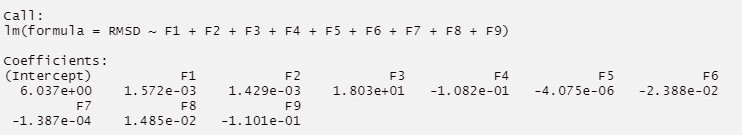 Call:
lm(formula = RMSD ~ F1 + F2 + F3 + F4 + F5 + F6 + F7 + F8 + F9)
Coefficients:
(Intercept) F1 F2 F3 F4 F5 F6
6.037e+00 1.572e-03 1.429e-03 1.803e+01 -1.082e-01 -4.075e-06 -2.388e-02
F7 F8 F9
-1.387e-04 1.485e-02 -1.101e-01